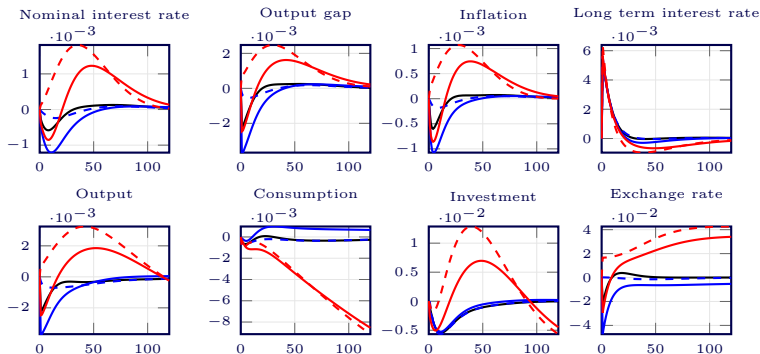 Nominal interest rate
Output gap
Inflation
Long term interest rate
·10−3
·10−3
·10−3
·10−3
1
0
−1
0 50 100
2
0
−2
0 50 100
1
0.5
0
−0.5
−1
0 50 100
6
4
2
0
0 50 100
Output
Consumption
Investment
Exchange rate
·10−3
·10−3
·10−2
·10−2
2
0
−2
0 50 100
0
−2
−4
−6
−8
0 50 100
1
0.5
0
−0.5
0 50 100
4
2
0
−2
−4
0 50 100